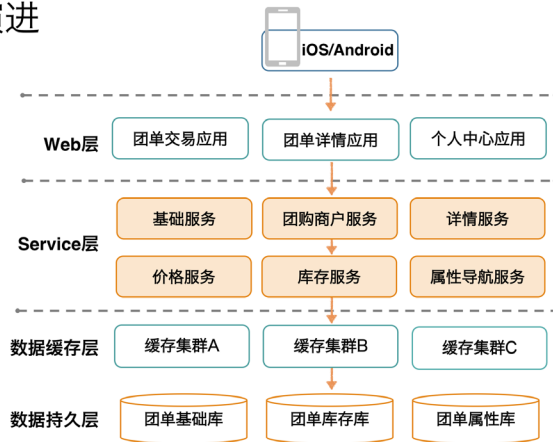 演进
iOS/Android
Web层
团单交易应用
团单详情应用
个人中心应用
Service层
基础服务
团购商户服务
详情服务
价格服务
库存服务
属性导航服务
数据缓存层
缓存集群A
缓存集群B
缓存集群C
数据持久层
团单基础库
团单库存库
团单属性库